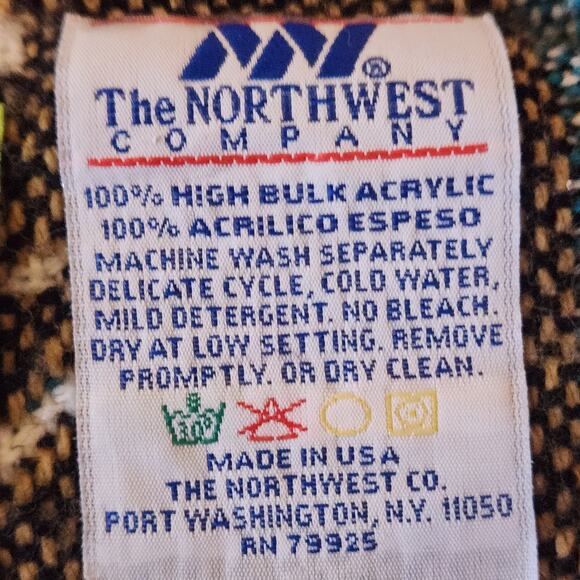 The NORTHWEST ®
COMPANY
100% HIGH BULK ACRYLIC
100% ACRILICO ESPESO
MACHINE WASH SEPARATELY
DELICATE CYCLE, COLD WATER,
MILD DETERGENT. NO BLEACH.
DRY AT LOW SETTING. REMOVE
PROMPTLY. OR DRY CLEAN.
30°
MADE IN USA
THE NORTHWEST CO.
PORT WASHINGTON, N.Y. 11050
RN 79925